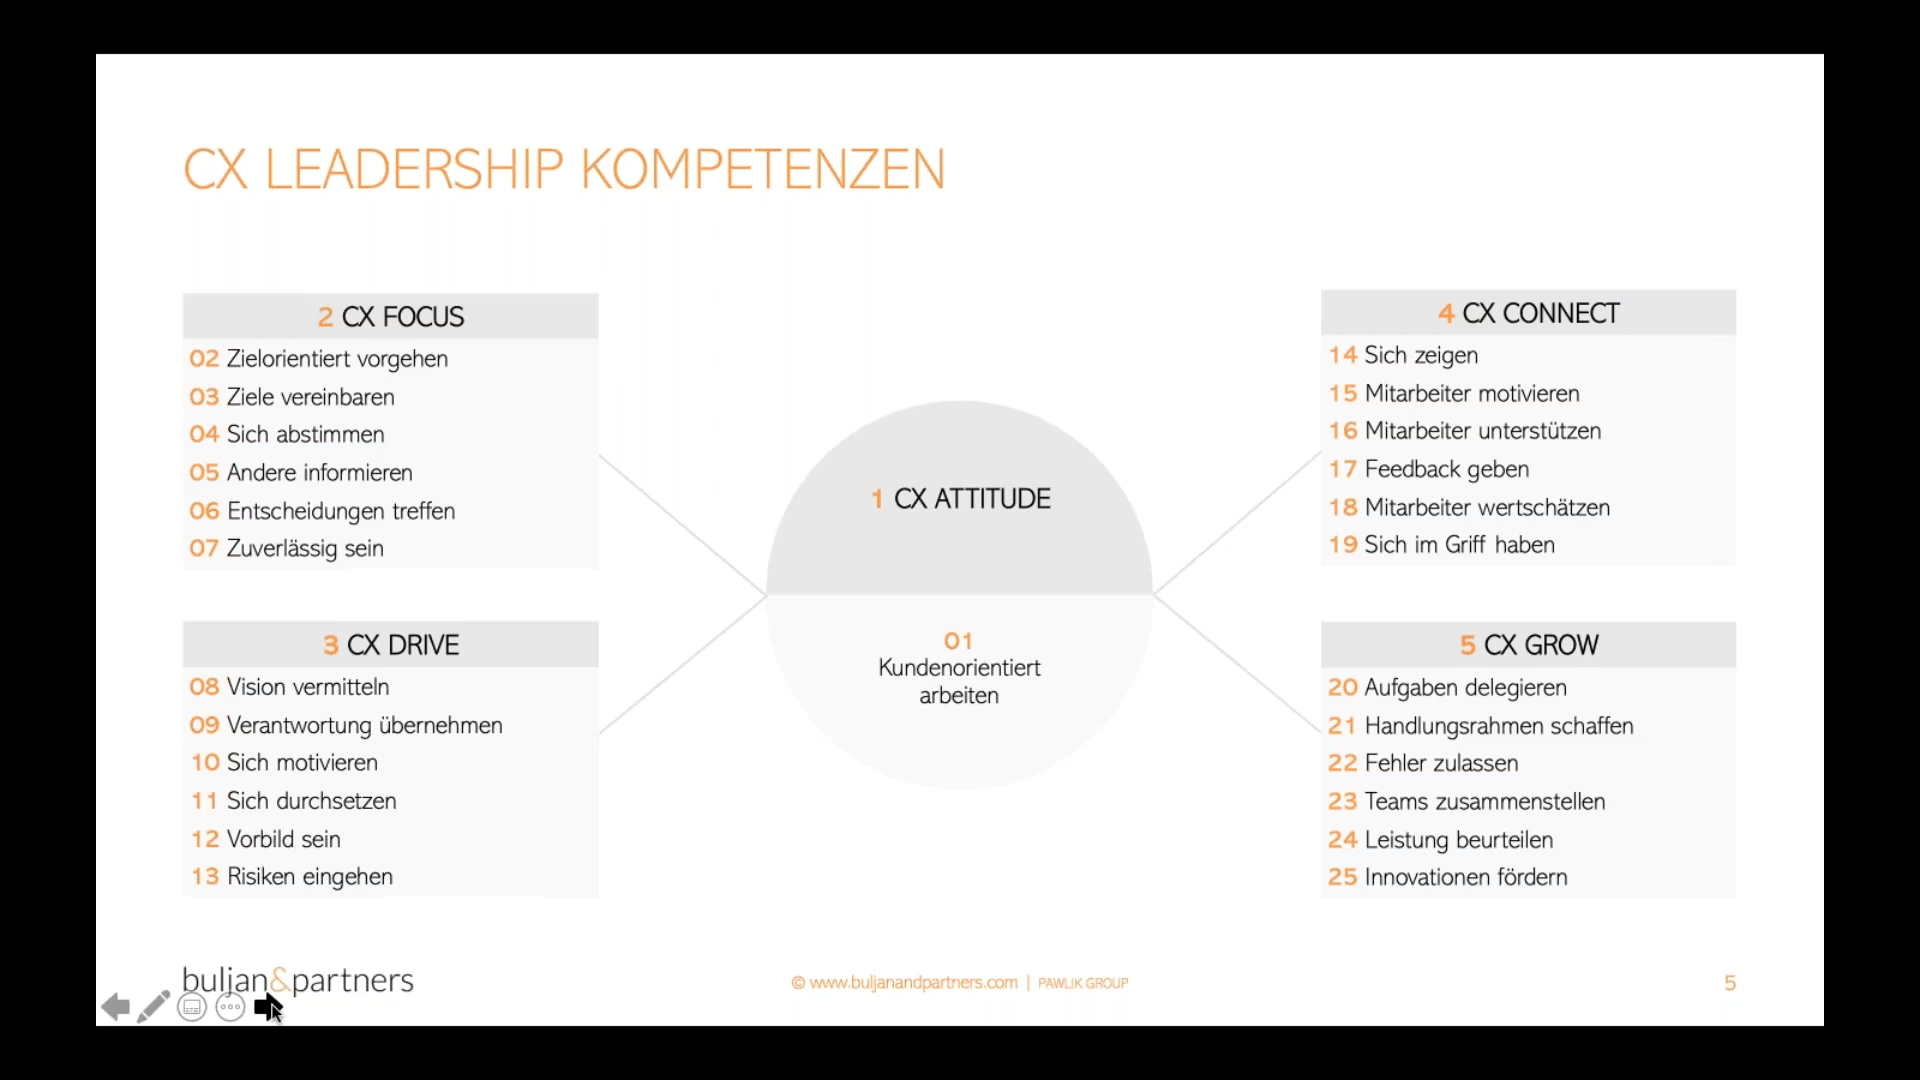 CX LEADERSHIP KOMPETENZEN
2 CX FOCUS
02 Zielorientiert vorgehen
03 Ziele vereinbaren
04 Sich abstimmen
05 Andere informieren
06 Entscheidungen treffen
07 Zuverlässig sein
3 CX DRIVE
08 Vision vermitteln
09 Verantwortung übernehmen
10 Sich motivieren
11 Sich durchsetzen
12 Vorbild sein
13 Risiken eingehen
1 CX ATTITUDE
01
Kundenorientiert
arbeiten
4 CX CONNECT
14 Sich zeigen
15 Mitarbeiter motivieren
16 Mitarbeiter unterstützen
17 Feedback geben
18 Mitarbeiter wertschätzen
19 Sich im Griff haben
5 CX GROW
20 Aufgaben delegieren
21 Handlungsrahmen schaffen
22 Fehler zulassen
23 Teams zusammenstellen
24 Leistung beurteilen
25 Innovationen fördern
buljan&partners
© www.buljanandpartners.com | PAWLIK GROUP
5